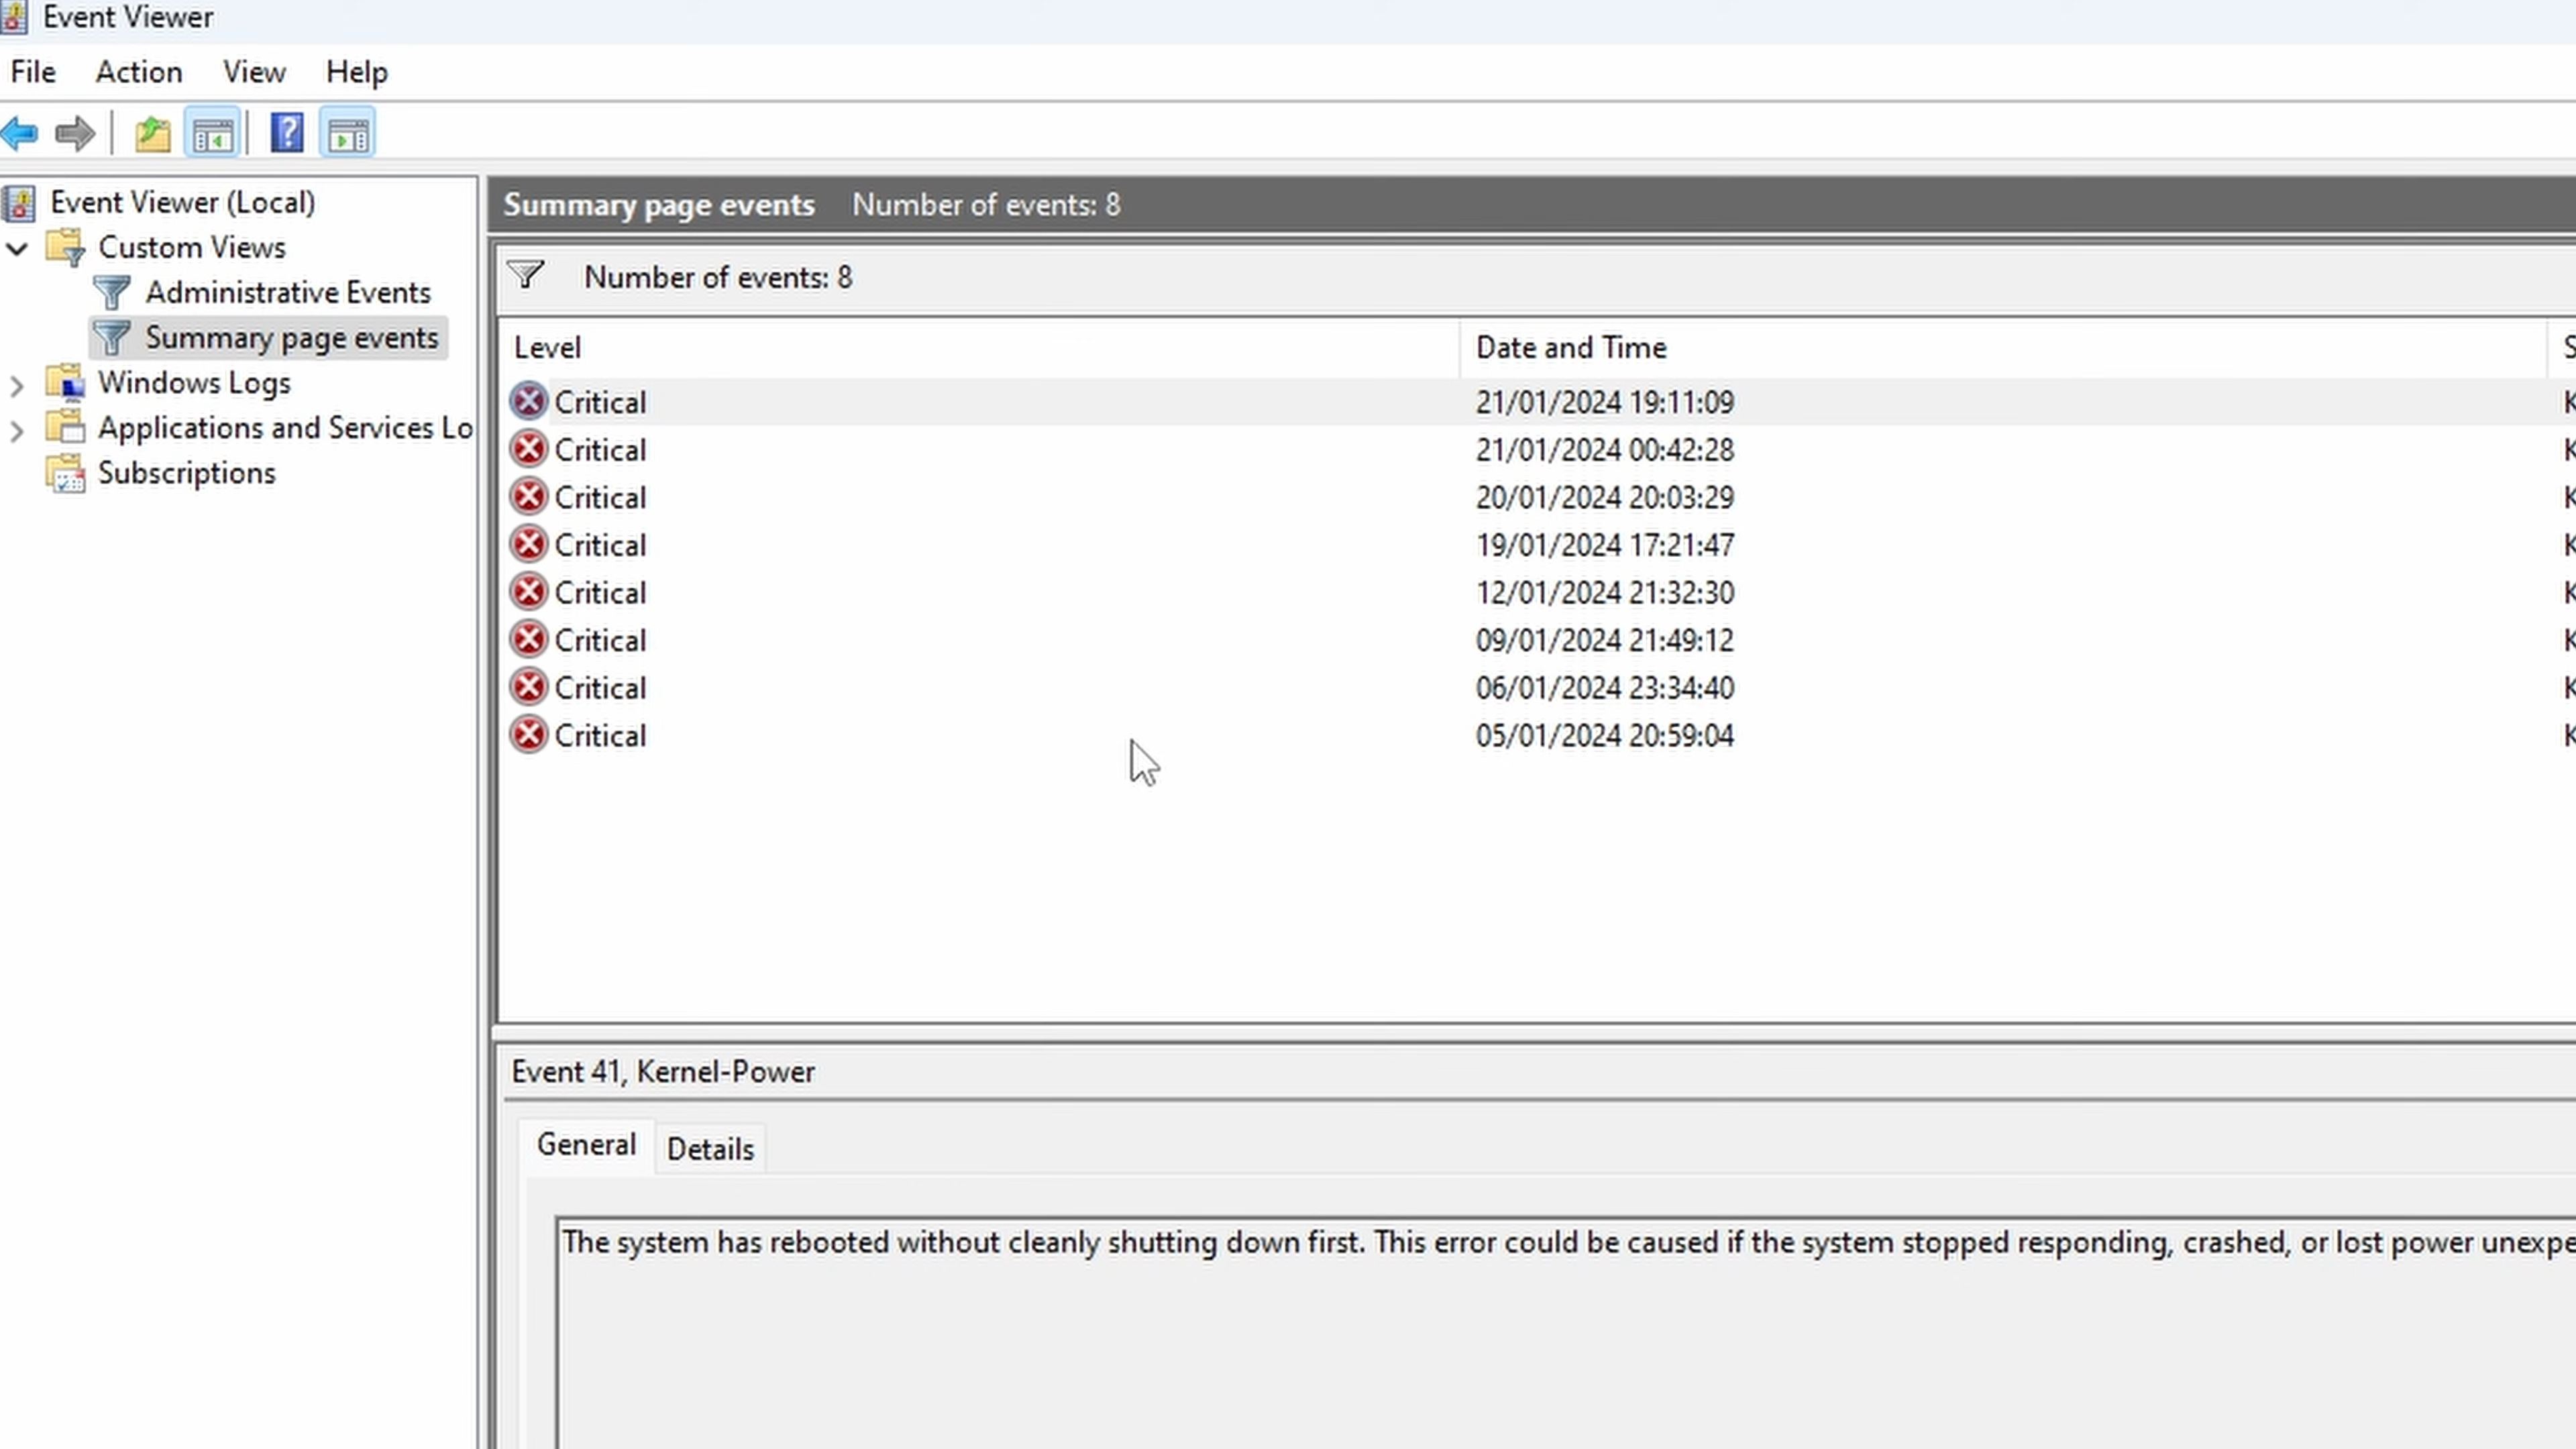 Event Viewer
File Action View Help
Event Viewer (Local)
Custom Views
Administrative Events
Summary page events
Windows Logs
Applications and Services Lo
Subscriptions
Summary page events Number of events: 8
Number of events: 8
Level Date and Time S
Critical 21/01/2024 19:11:09 K
Critical 21/01/2024 00:42:28 K
Critical 20/01/2024 20:03:29 K
Critical 19/01/2024 17:21:47 K
Critical 12/01/2024 21:32:30 K
Critical 09/01/2024 21:49:12 K
Critical 06/01/2024 23:34:40 K
Critical 05/01/2024 20:59:04 K
Event 41, Kernel-Power
General Details
The system has rebooted without cleanly shutting down first. This error could be caused if the system stopped responding, crashed, or lost power unexpe